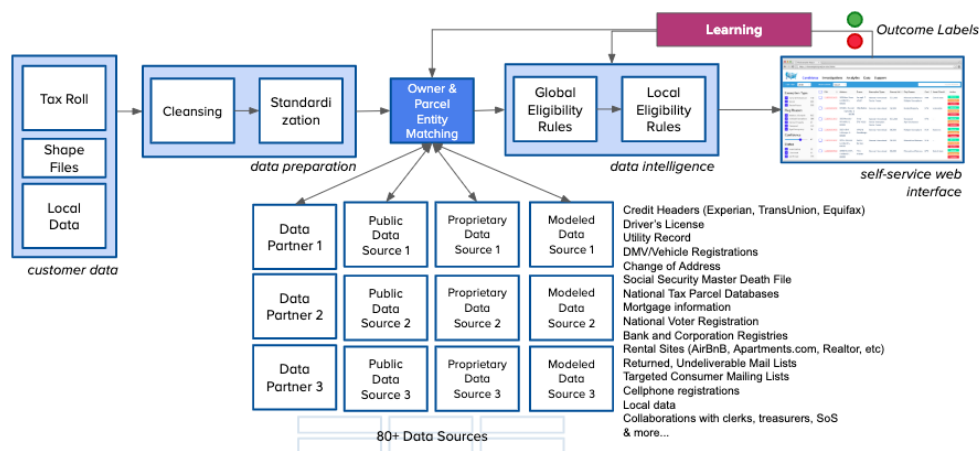 Learning
Outcome Labels
Tax Roll
Shape
Files
Local
Data
customer data
Cleansing
Standardi
zation
data preparation
Owner &
Parcel
Entity
Matching
Global
Eligibility
Rules
Local
Eligibility
Rules
data intelligence
self-service web
interface
Data
Partner 1
Public
Data
Source 1
Proprietary
Data
Source 1
Modeled
Data
Source 1
Data
Partner 2
Public
Data
Source 2
Proprietary
Data
Source 2
Modeled
Data
Source 2
Data
Partner 3
Public
Data
Source 3
Proprietary
Data
Source 3
Modeled
Data
Source 3
80+ Data Sources
Credit Headers (Experian, TransUnion, Equifax)
Driver's License
Utility Record
DMV/Vehicle Registrations
Change of Address
Social Security Master Death File
National Tax Parcel Databases
Mortgage information
National Voter Registration
Bank and Corporation Registries
Rental Sites (AirBnB, Apartments.com, Realtor, etc)
Returned, Undeliverable Mail Lists
Targeted Consumer Mailing Lists
Cellphone registrations
Local data
Collaborations with clerks, treasurers, SoS
& more...